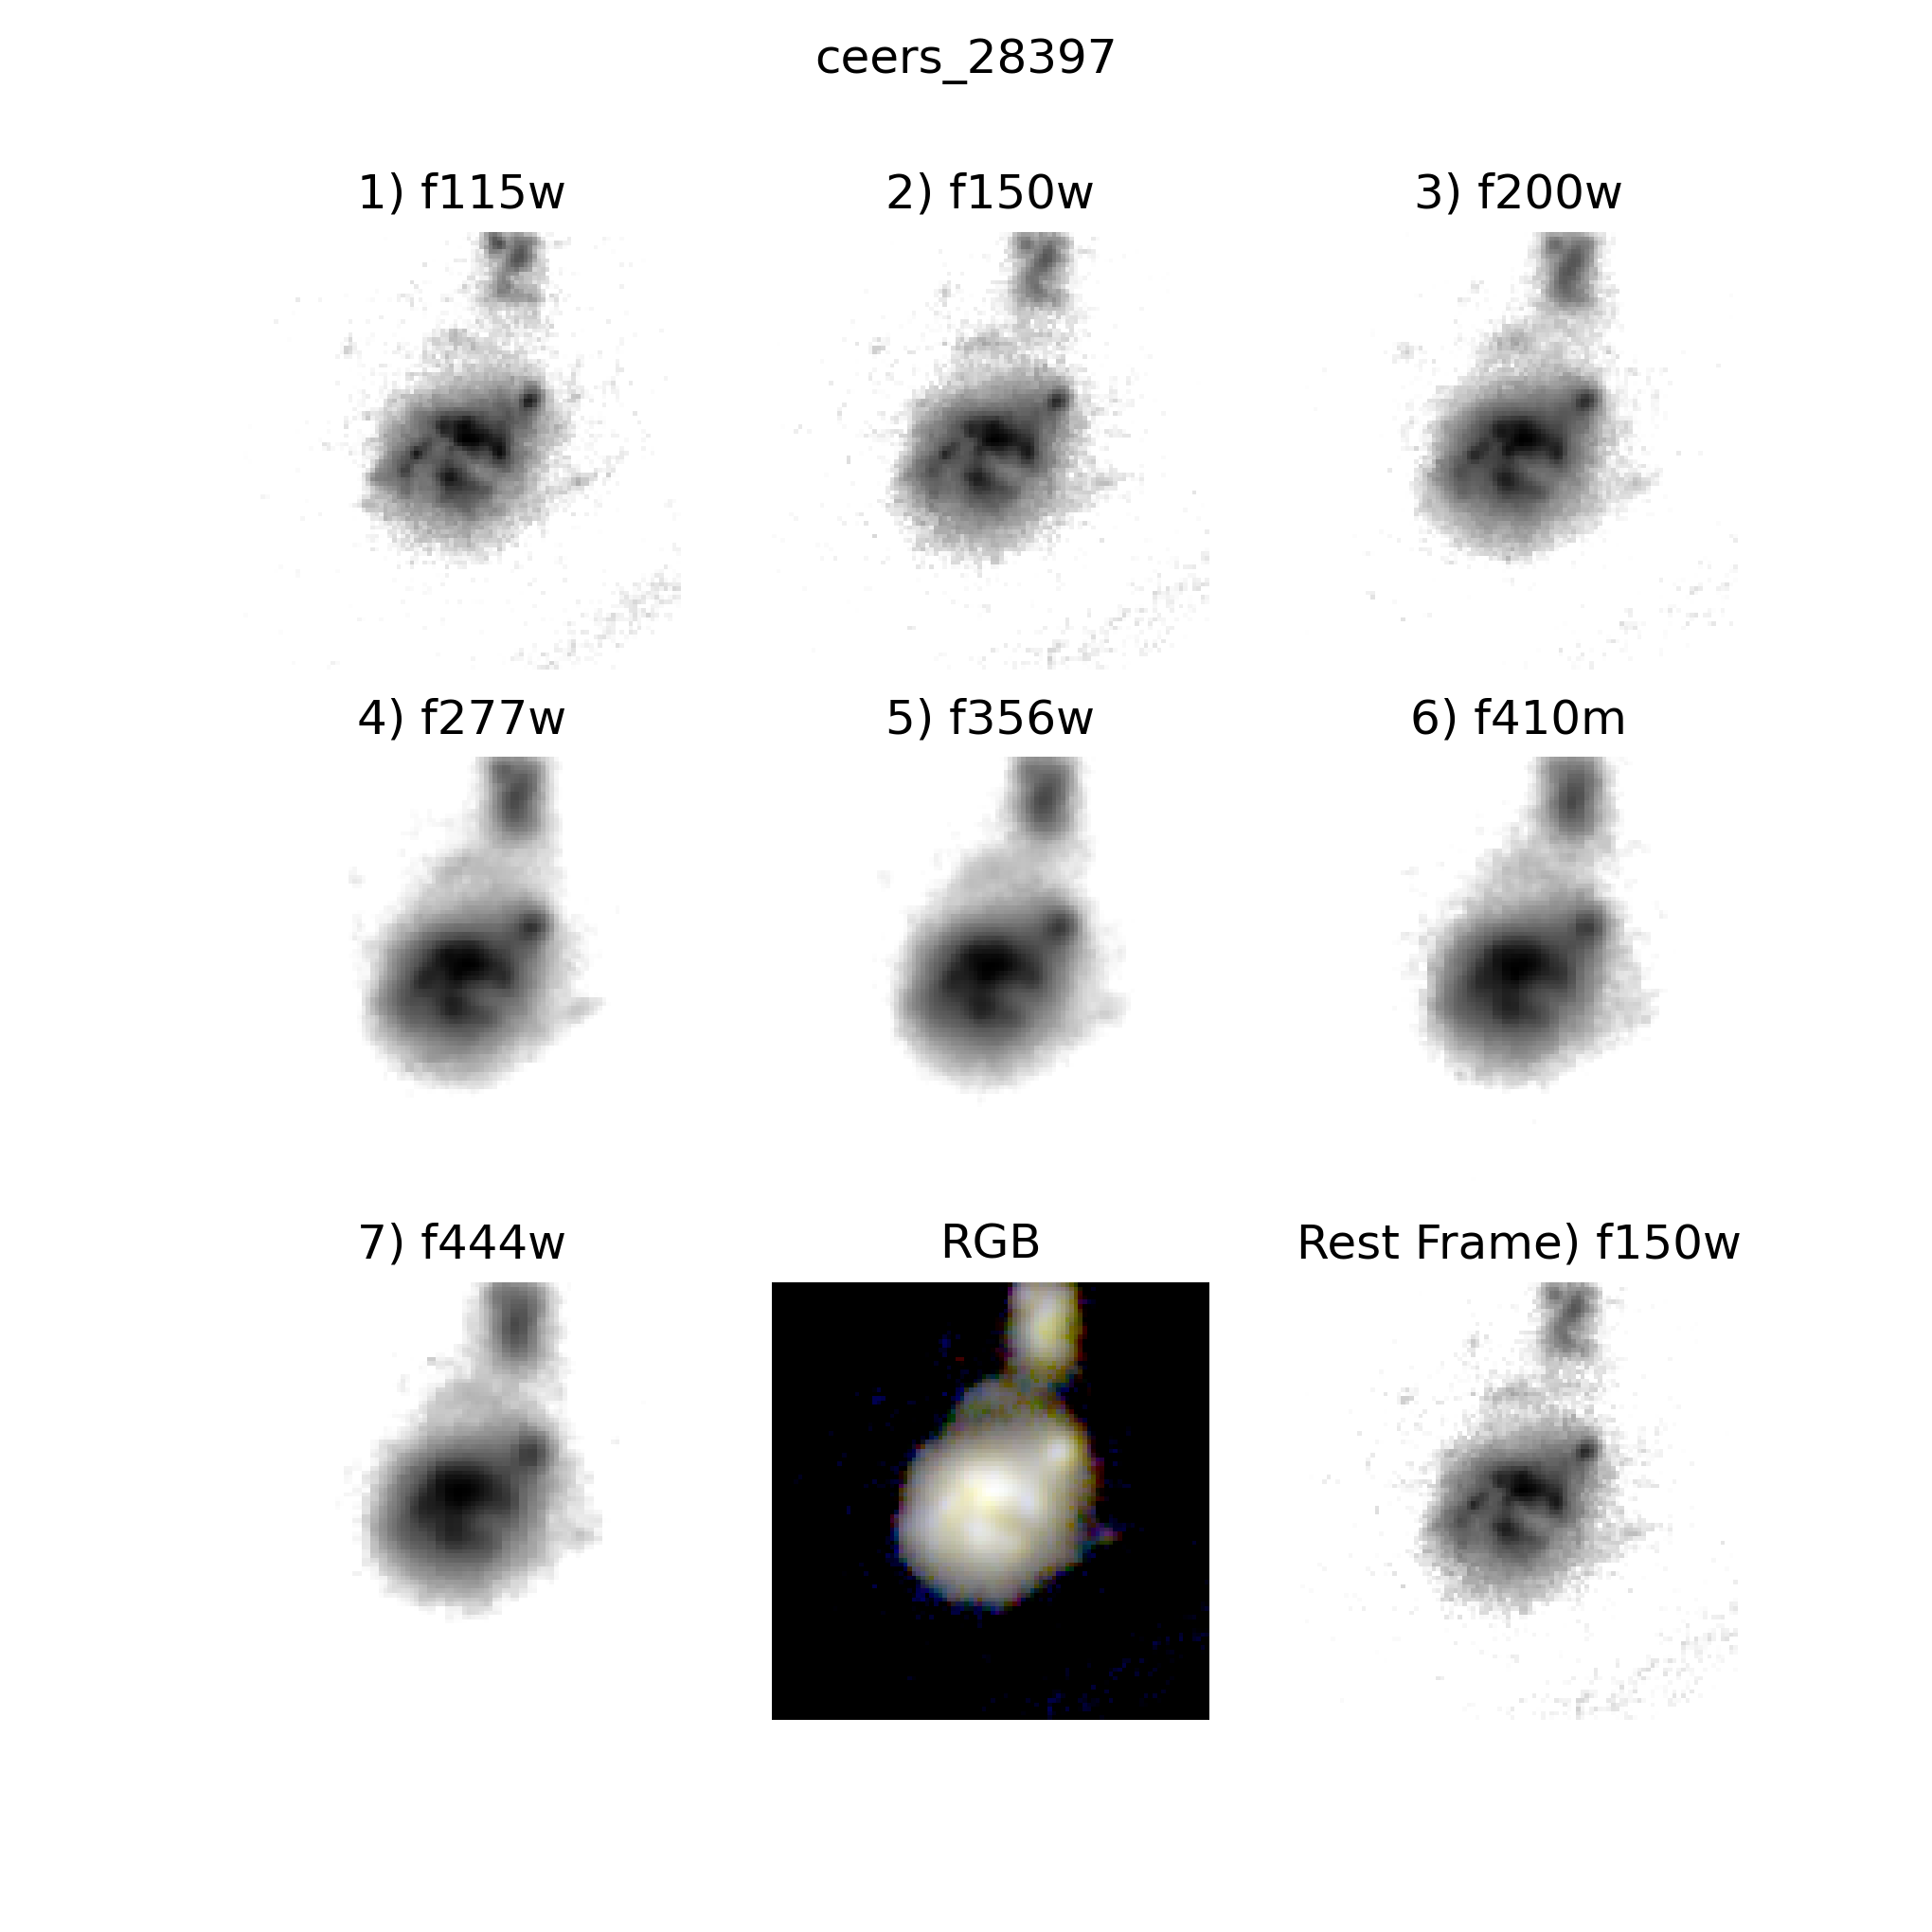 ceers_28397
1) f115w
2) f150w
3) f200w
4) f277w
5) f356w
6) f410m
7) f444w
RGB
Rest Frame) f150w